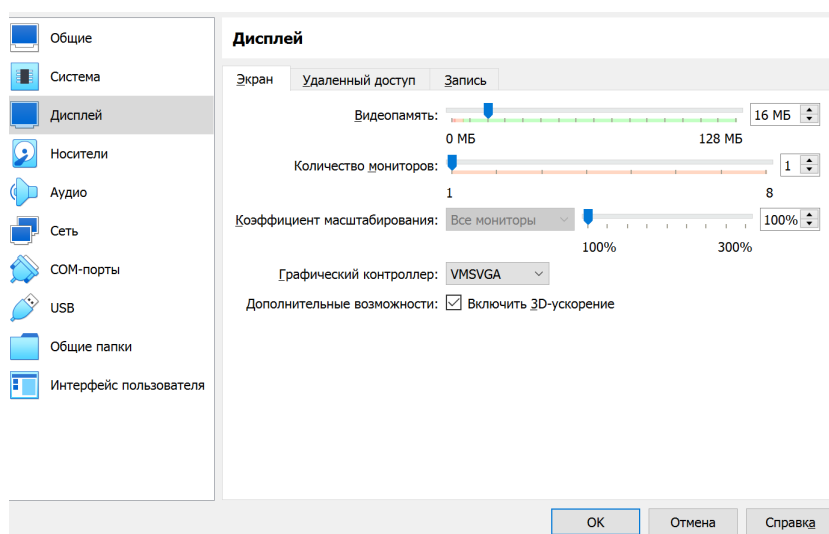 Общие
Система
Дисплей
Носители
Аудио
Сеть
COM-порты
USB
Общие папки
Интерфейс пользователя
Дисплей
Экран Удаленный доступ Запись
Видеопамять: 16 МБ
0 МБ 128 МБ
Количество мониторов: 1
1 8
Коэффициент масштабирования: Все мониторы 100%
100% 300%
Графический контроллер: VMSVGA
Дополнительные возможности: Включить 3D-ускорение
OK Отмена Справка